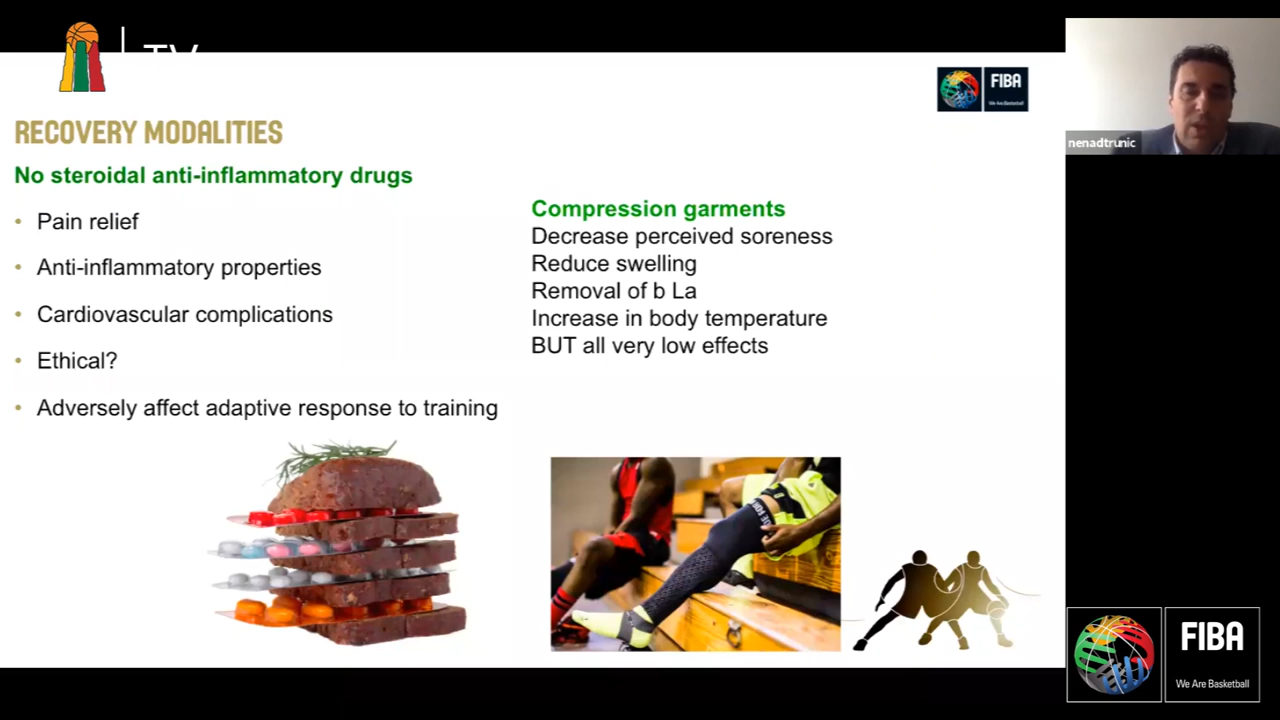 TV
FIBA
We Are Basketball
RECOVERY MODALITIES
No steroidal anti-inflammatory drugs
• Pain relief
• Anti-inflammatory properties
• Cardiovascular complications
• Ethical?
• Adversely affect adaptive response to training
Compression garments
Decrease perceived soreness
Reduce swelling
Removal of b La
Increase in body temperature
BUT all very low effects
nenadtrunic
FIBA
We Are Basketball